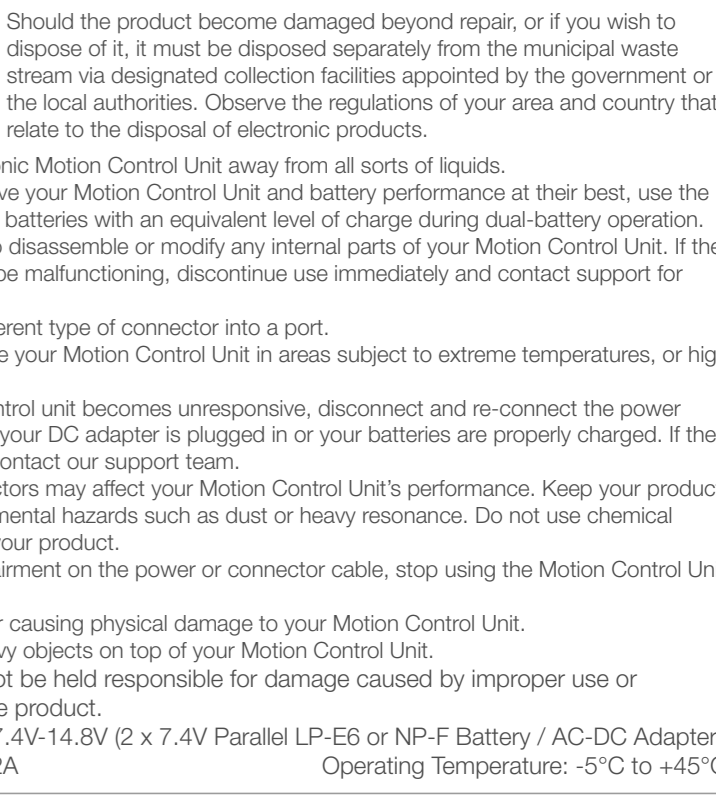 Should the product become damaged beyond repair, or if you wish to
dispose of it, it must be disposed separately from the municipal waste
stream via designated collection facilities appointed by the government or
the local authorities. Observe the regulations of your area and country that
relate to the disposal of electronic products.
onic Motion Control Unit away from all sorts of liquids.
ve your Motion Control Unit and battery performance at their best, use the
batteries with an equivalent level of charge during dual-battery operation.
o disassemble or modify any internal parts of your Motion Control Unit. If the
be malfunctioning, discontinue use immediately and contact support for
erent type of connector into a port.
e your Motion Control Unit in areas subject to extreme temperatures, or hig
ntrol unit becomes unresponsive, disconnect and re-connect the power
your DC adapter is plugged in or your batteries are properly charged. If the
ontact our support team.
ctors may affect your Motion Control Unit's performance. Keep your product
mental hazards such as dust or heavy resonance. Do not use chemical
our product.
airment on the power or connector cable, stop using the Motion Control Un
r causing physical damage to your Motion Control Unit.
vy objects on top of your Motion Control Unit.
ot be held responsible for damage caused by improper use or
e product.
7.4V-14.8V (2 x 7.4V Parallel LP-E6 or NP-F Battery / AC-DC Adapter
2A Operating Temperature: -5°C to +45°C